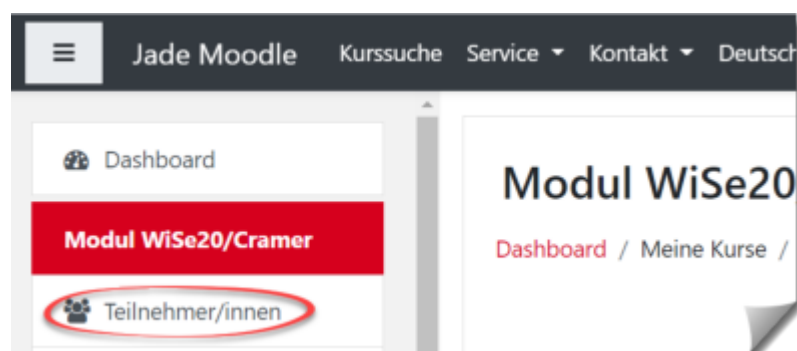 Jade Moodle Kurssuche Service Kontakt Deutsch
Dashboard
Modul WiSe20/Cramer
Teilnehmer/innen
Modul WiSe20
Dashboard / Meine Kurse /